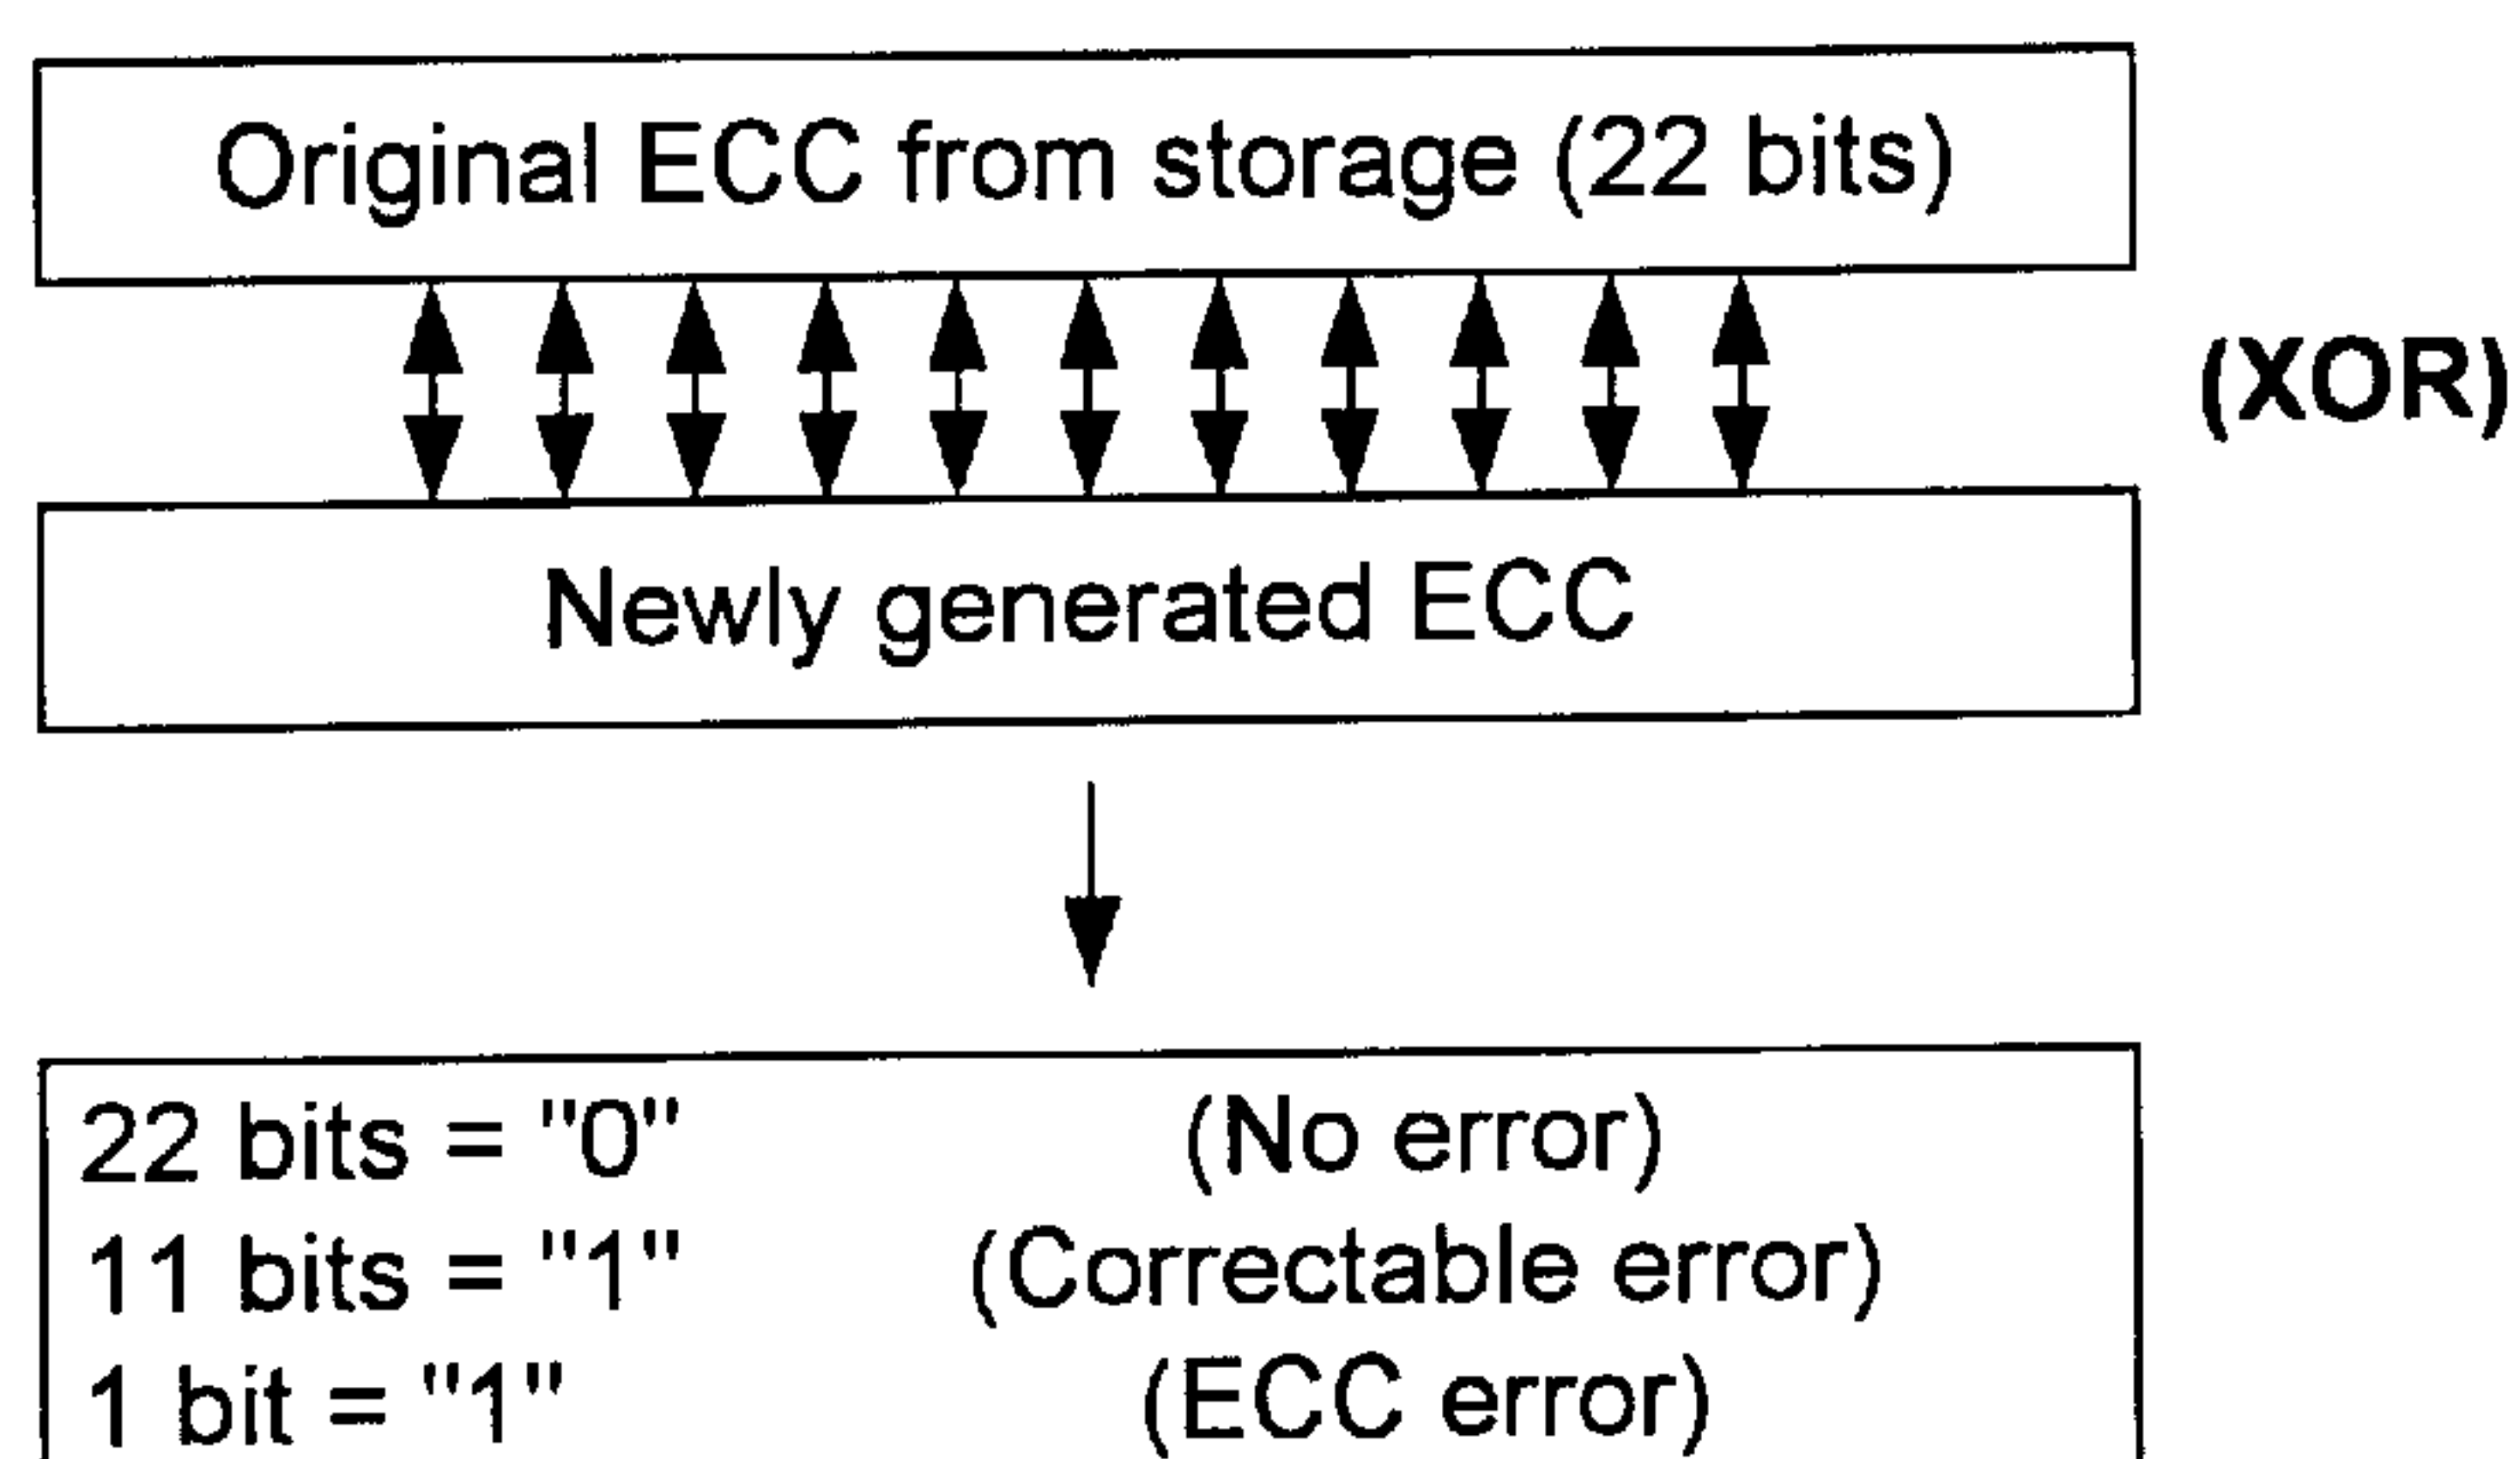 Original ECC from storage (22 bits)
(XOR)
Newly generated ECC
22 bits = "0" (No error)
11 bits = "1" (Correctable error)
1 bit = "1" (ECC error)